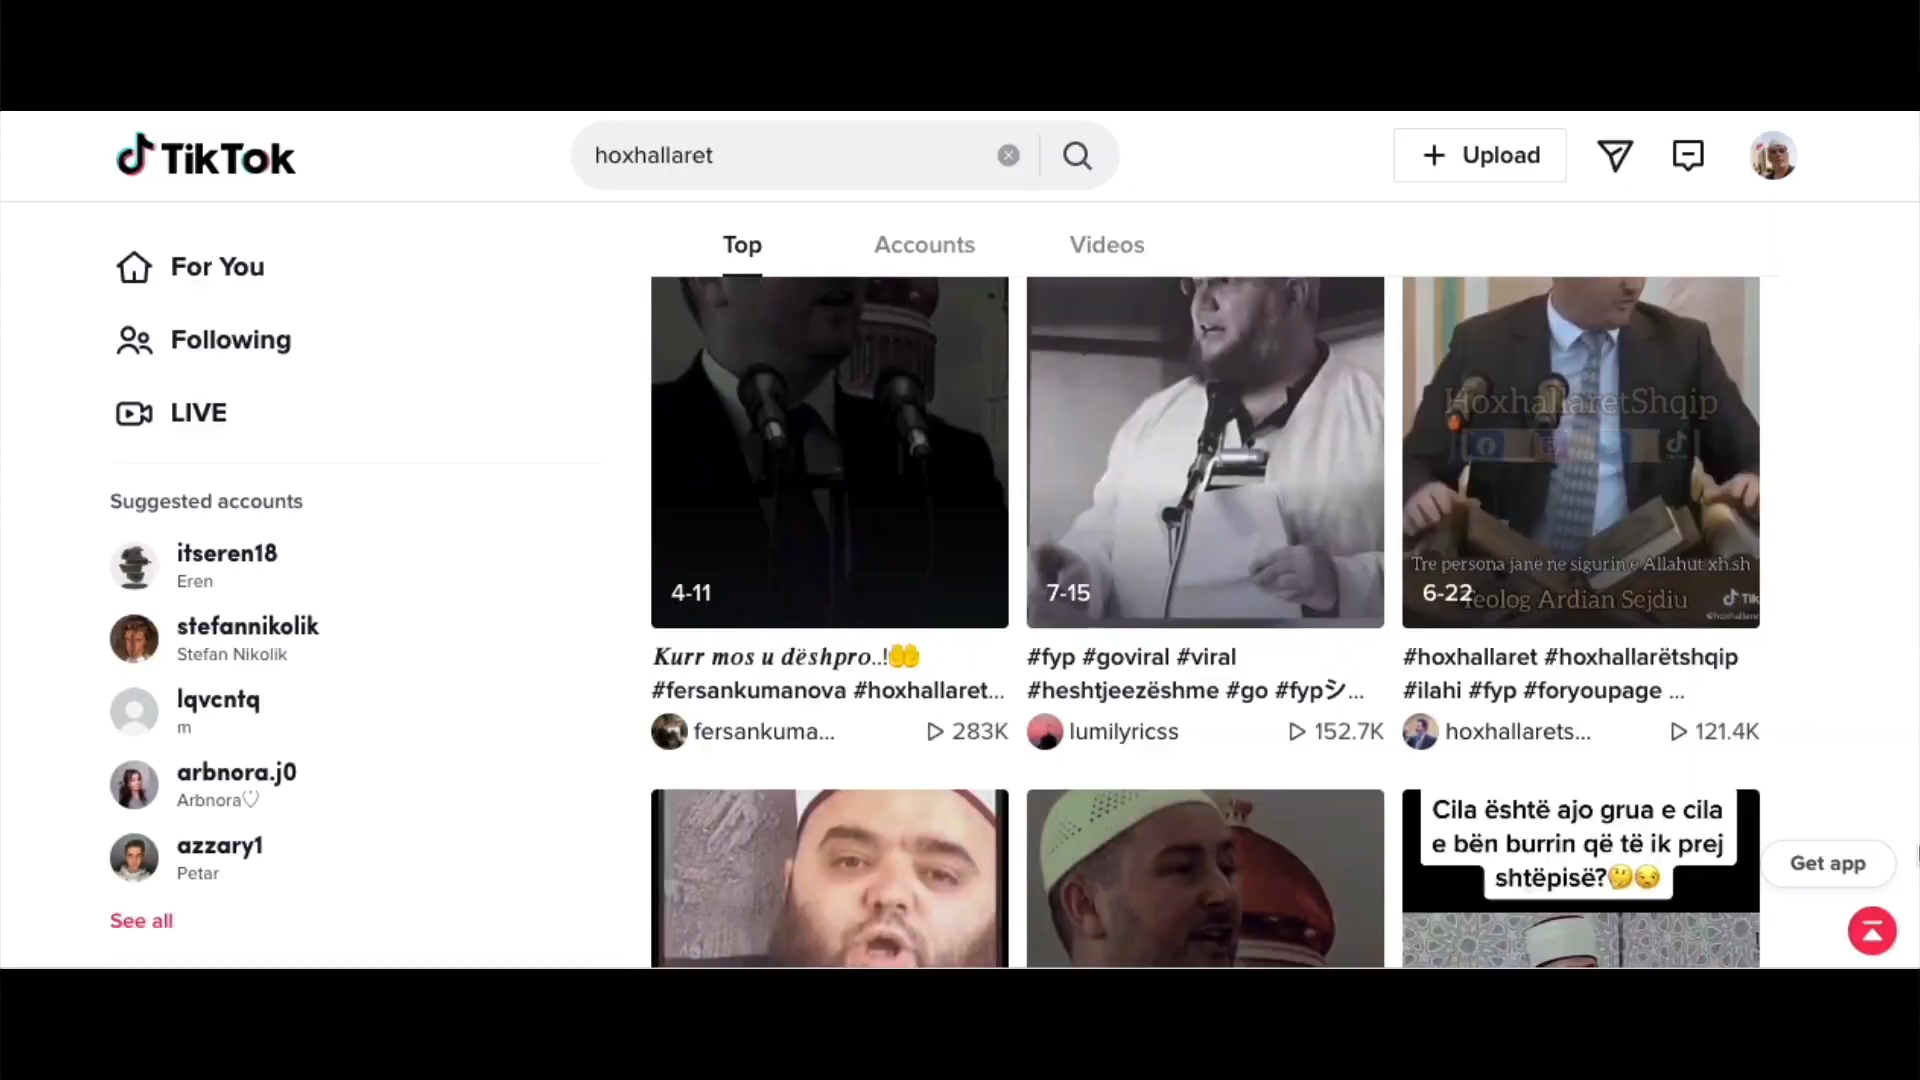 TikTok
hoxhallaret
Upload
For You
Following
LIVE
Suggested accounts
itseren18
Eren
stefannikolik
Stefan Nikolik
lqvcntq
m
arbnora.j0
Arbnora♡
azzary1
Petar
See all
Top Accounts Videos
4-11
Kurr mos u dëshpro..!🤲
#fersankumanova #hoxhallaret...
fersankuma... 283K
7-15
#fyp #goviral #viral
#heshtjeezëshme #go #fypシ...
lumilyricss 152.7K
HoxhallaretShqip
Tre persona janë ne sigurin e Allahut xh.sh
6-22
Teolog Ardian Sejdiu
#hoxhallaret #hoxhallarëtshqip
#ilahi #fyp #foryoupage ...
hoxhallarets... 121.4K
Cila është ajo grua e cila
e bën burrin që të ik prej
shtëpisë?🤔😒
Get app